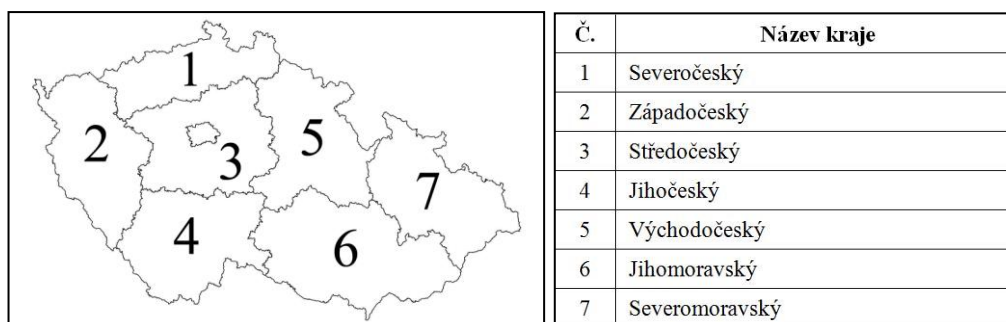 1
2
3
4
5
6
7
Č. Název kraje
1 Severočeský
2 Západočeský
3 Středočeský
4 Jihočeský
5 Východočeský
6 Jihomoravský
7 Severomoravský